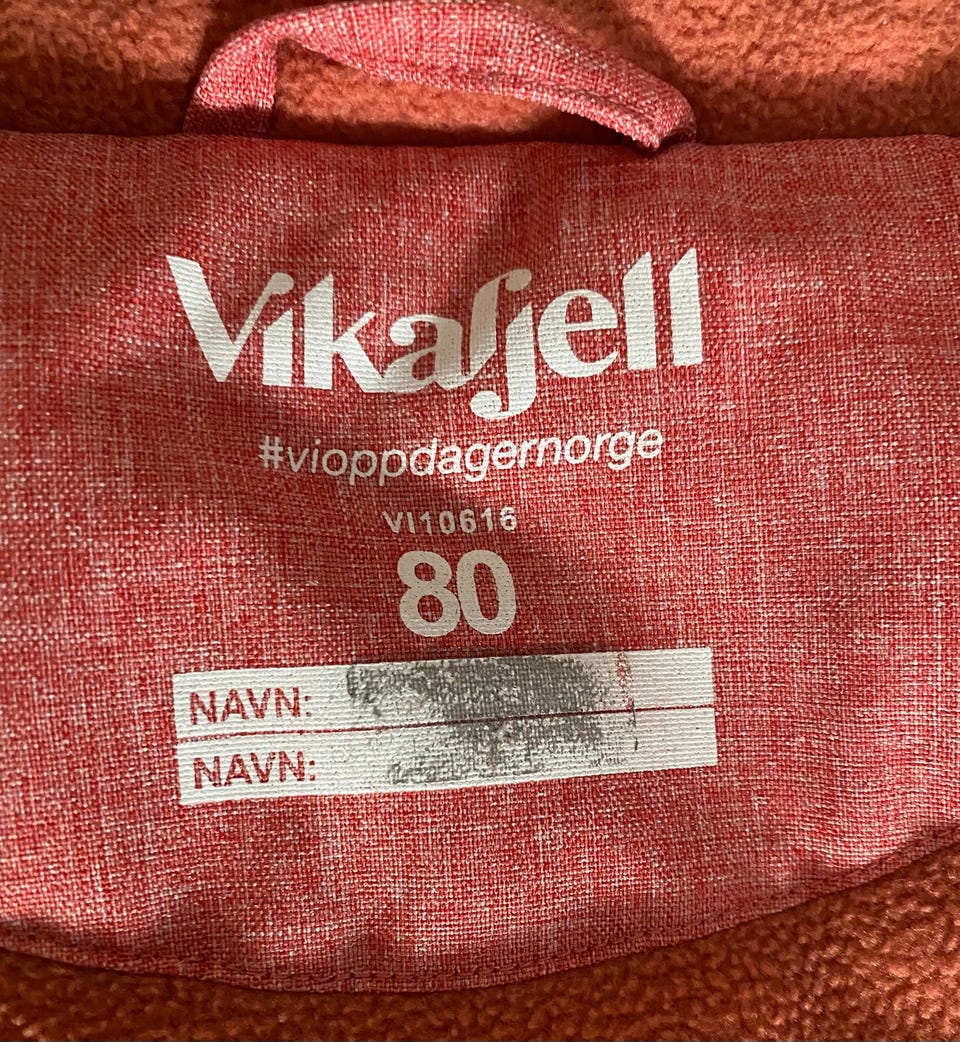 Vikafjell
#vioppdagernorge
VI10616
80
NAVN:
NAVN: